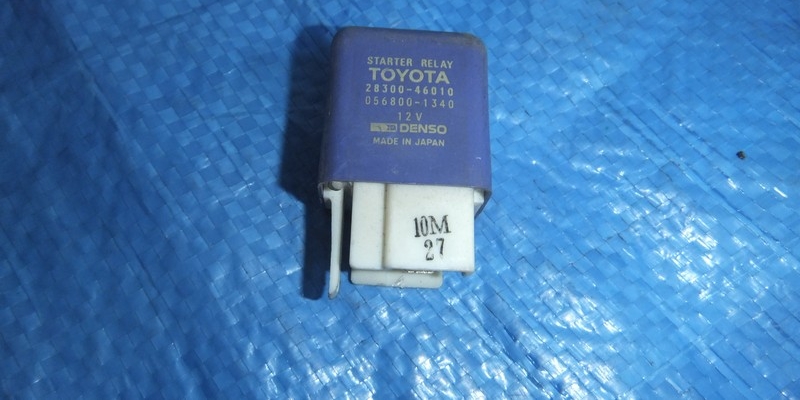 STARTER RELAY
TOYOTA
28300-46010
056800-1340
12V
DENSO
MADE IN JAPAN
10M
27